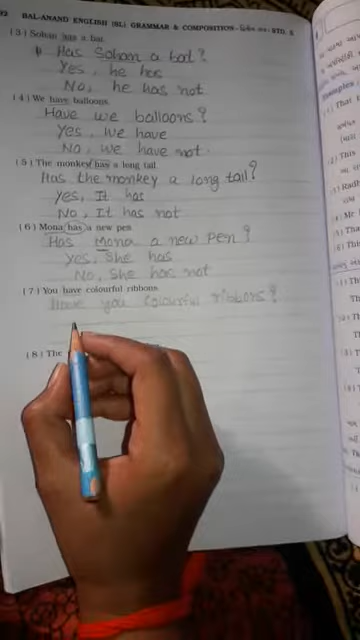 BAL-ANAND ENGLISH (SL) GRAMMAR & COMPOSITION - STD. 5
(3) Sohan has a bat.
Has Sohan a bat?
Yes, he has
No, he has not
(4) We have balloons.
Have we balloons?
Yes, we have
No, we have not.
(5) The monkey has a long tail
Has the monkey a long tail?
Yes, It has
No, It has not
(6) Mona has a new pen
Has Mona a new pen?
Yes, She has
No, She has not
(7) You have colourful ribbons
Have you colourful ribbons?
(8) The